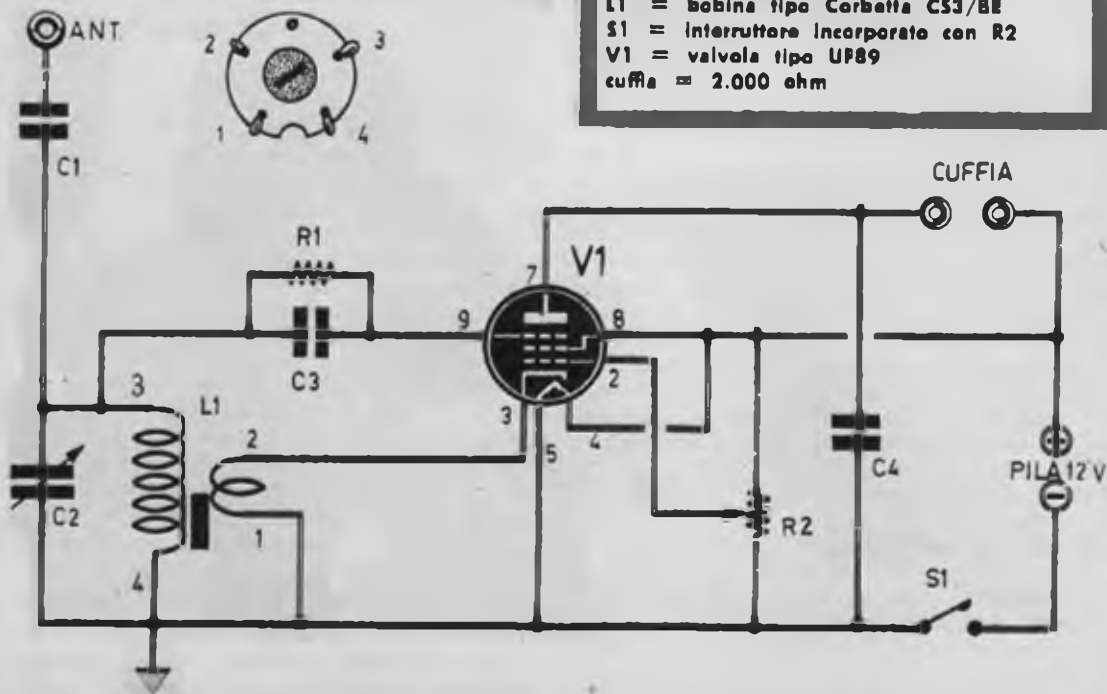 L1 = bobina tipo Corbetta CS3/BE
S1 = interruttore incorporato con R2
V1 = valvola tipo UF89
cuffia = 2.000 ohm
ANT.
2
3
1
4
C1
CUFFIA
R1
V1
7
9
8
C3
2
3
L1
3
4
5
2
C4
PILA 12 V
C2
1
R2
4
S1